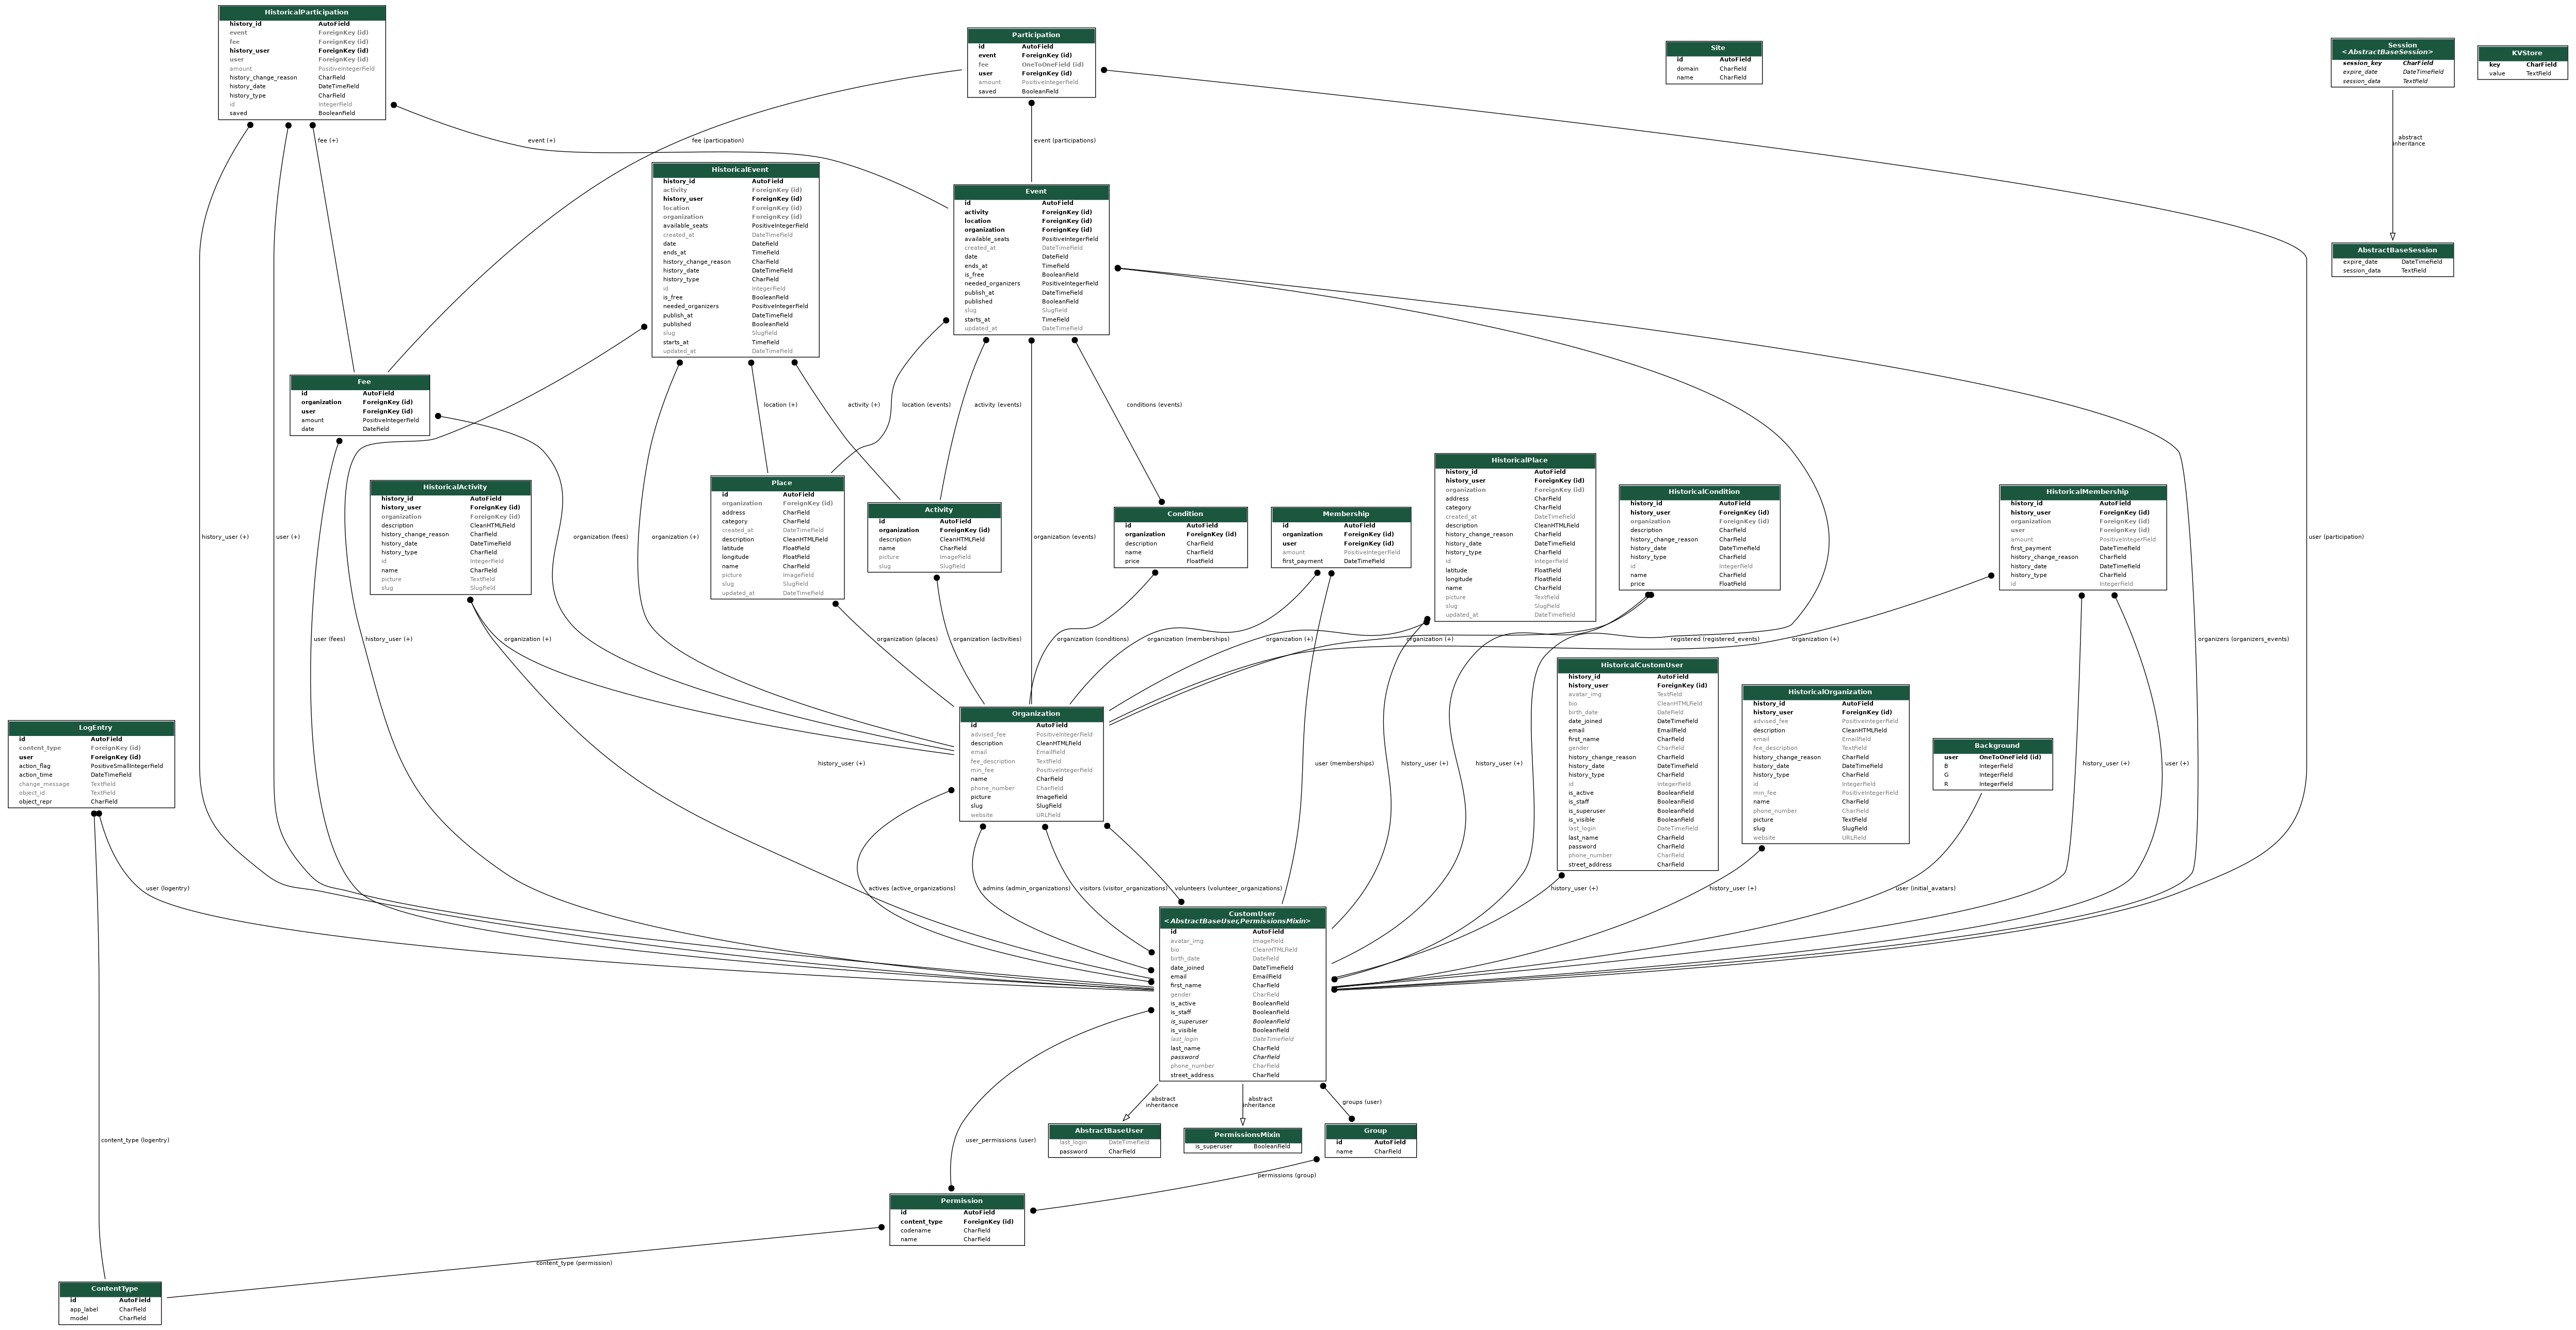 HistoricalParticipation
history_id AutoField
event ForeignKey (id)
fee ForeignKey (id)
history_user ForeignKey (id)
user ForeignKey (id)
amount PositiveIntegerField
history_change_reason CharField
history_date DateTimeField
history_type CharField
id IntegerField
saved BooleanField
Participation
id AutoField
event ForeignKey (id)
fee OneToOneField (id)
user ForeignKey (id)
amount PositiveIntegerField
saved BooleanField
Site
id AutoField
domain CharField
name CharField
Session
<AbstractBaseSession>
session_key CharField
expire_date DateTimeField
session_data TextField
KVStore
key CharField
value TextField
fee (+)
event (+)
fee (participation)
event (participations)
abstract
inheritance
HistoricalEvent
history_id AutoField
activity ForeignKey (id)
history_user ForeignKey (id)
location ForeignKey (id)
organization ForeignKey (id)
available_seats PositiveIntegerField
created_at DateTimeField
date DateField
ends_at TimeField
history_change_reason CharField
history_date DateTimeField
history_type CharField
id IntegerField
is_free BooleanField
needed_organizers PositiveIntegerField
publish_at DateTimeField
published BooleanField
slug SlugField
starts_at TimeField
updated_at DateTimeField
Event
id AutoField
activity ForeignKey (id)
location ForeignKey (id)
organization ForeignKey (id)
available_seats PositiveIntegerField
created_at DateTimeField
date DateField
ends_at TimeField
is_free BooleanField
needed_organizers PositiveIntegerField
publish_at DateTimeField
published BooleanField
slug SlugField
starts_at TimeField
updated_at DateTimeField
AbstractBaseSession
expire_date DateTimeField
session_data TextField
Fee
id AutoField
organization ForeignKey (id)
user ForeignKey (id)
amount PositiveIntegerField
date DateField
location (+)
activity (+)
location (events)
activity (events)
conditions (events)
HistoricalActivity
history_id AutoField
history_user ForeignKey (id)
organization ForeignKey (id)
description CleanHTMLField
history_change_reason CharField
history_date DateTimeField
history_type CharField
id IntegerField
name CharField
picture TextField
slug SlugField
Place
id AutoField
organization ForeignKey (id)
address CharField
category CharField
created_at DateTimeField
description CleanHTMLField
latitude FloatField
longitude FloatField
name CharField
picture ImageField
slug SlugField
updated_at DateTimeField
Activity
id AutoField
organization ForeignKey (id)
description CleanHTMLField
name CharField
picture ImageField
slug SlugField
Condition
id AutoField
organization ForeignKey (id)
description CharField
name CharField
price FloatField
Membership
id AutoField
organization ForeignKey (id)
user ForeignKey (id)
amount PositiveIntegerField
first_payment DateTimeField
HistoricalPlace
history_id AutoField
history_user ForeignKey (id)
organization ForeignKey (id)
address CharField
category CharField
created_at DateTimeField
description CleanHTMLField
history_change_reason CharField
history_date DateTimeField
history_type CharField
id IntegerField
latitude FloatField
longitude FloatField
name CharField
picture TextField
slug SlugField
updated_at DateTimeField
HistoricalCondition
history_id AutoField
history_user ForeignKey (id)
organization ForeignKey (id)
description CharField
history_change_reason CharField
history_date DateTimeField
history_type CharField
id IntegerField
name CharField
price FloatField
HistoricalMembership
history_id AutoField
history_user ForeignKey (id)
organization ForeignKey (id)
user ForeignKey (id)
amount PositiveIntegerField
first_payment DateTimeField
history_change_reason CharField
history_date DateTimeField
history_type CharField
id IntegerField
history_user (+)
user (+)
organization (fees)
organization (+)
organization (events)
user (participation)
user (fees)
history_user (+)
organization (+)
organization (places)
organization (activities)
organization (conditions)
organization (memberships)
organization (+)
organization (+)
registered (registered_events)
organization (+)
organizers (organizers_events)
LogEntry
id AutoField
content_type ForeignKey (id)
user ForeignKey (id)
action_flag PositiveSmallIntegerField
action_time DateTimeField
change_message TextField
object_id TextField
object_repr CharField
Organization
id AutoField
advised_fee PositiveIntegerField
description CleanHTMLField
email EmailField
fee_description TextField
min_fee PositiveIntegerField
name CharField
phone_number CharField
picture ImageField
slug SlugField
website URLField
HistoricalCustomUser
history_id AutoField
history_user ForeignKey (id)
avatar_img TextField
bio CleanHTMLField
birth_date DateField
date_joined DateTimeField
email EmailField
first_name CharField
gender CharField
history_change_reason CharField
history_date DateTimeField
history_type CharField
id IntegerField
is_active BooleanField
is_staff BooleanField
is_superuser BooleanField
is_visible BooleanField
last_login DateTimeField
last_name CharField
password CharField
phone_number CharField
street_address CharField
HistoricalOrganization
history_id AutoField
history_user ForeignKey (id)
advised_fee PositiveIntegerField
description CleanHTMLField
email EmailField
fee_description TextField
history_change_reason CharField
history_date DateTimeField
history_type CharField
id IntegerField
min_fee PositiveIntegerField
name CharField
phone_number CharField
picture TextField
slug SlugField
website URLField
Background
user OneToOneField (id)
B IntegerField
G IntegerField
R IntegerField
history_user (+)
user (memberships)
history_user (+)
history_user (+)
history_user (+)
user (+)
user (logentry)
actives (active_organizations)
admins (admin_organizations)
visitors (visitor_organizations)
volunteers (volunteer_organizations)
history_user (+)
history_user (+)
user (initial_avatars)
CustomUser
<AbstractBaseUser,PermissionsMixin>
id AutoField
avatar_img ImageField
bio CleanHTMLField
birth_date DateField
date_joined DateTimeField
email EmailField
first_name CharField
gender CharField
is_active BooleanField
is_staff BooleanField
is_superuser BooleanField
is_visible BooleanField
last_login DateTimeField
last_name CharField
password CharField
phone_number CharField
street_address CharField
abstract
inheritance
abstract
inheritance
groups (user)
content_type (logentry)
user_permissions (user)
AbstractBaseUser
last_login DateTimeField
password CharField
PermissionsMixin
is_superuser BooleanField
Group
id AutoField
name CharField
permissions (group)
Permission
id AutoField
content_type ForeignKey (id)
codename CharField
name CharField
content_type (permission)
ContentType
id AutoField
app_label CharField
model CharField